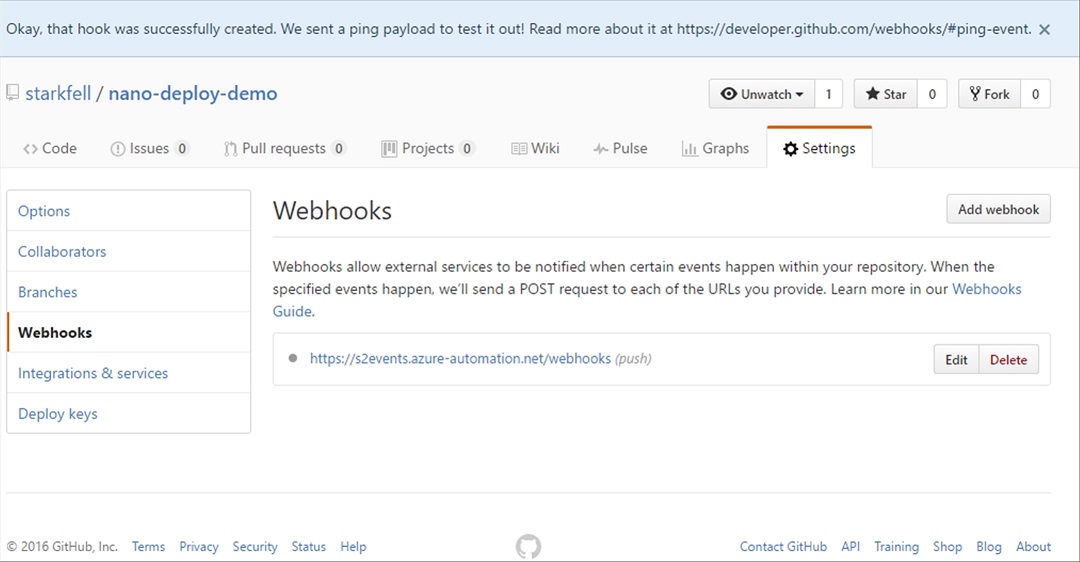 Okay, that hook was successfully created. We sent a ping payload to test it out! Read more about it at https://developer.github.com/webhooks/#ping-event. ×
starkfell / nano-deploy-demo
Unwatch 1 Star 0 Fork 0
Code Issues 0 Pull requests 0 Projects 0 Wiki Pulse Graphs Settings
Options
Collaborators
Branches
Webhooks
Integrations & services
Deploy keys
Webhooks
Add webhook
Webhooks allow external services to be notified when certain events happen within your repository. When the
specified events happen, we'll send a POST request to each of the URLs you provide. Learn more in our Webhooks
Guide.
https://s2events.azure-automation.net/webhooks (push)
Edit Delete
© 2016 GitHub, Inc. Terms Privacy Security Status Help
Contact GitHub API Training Shop Blog About